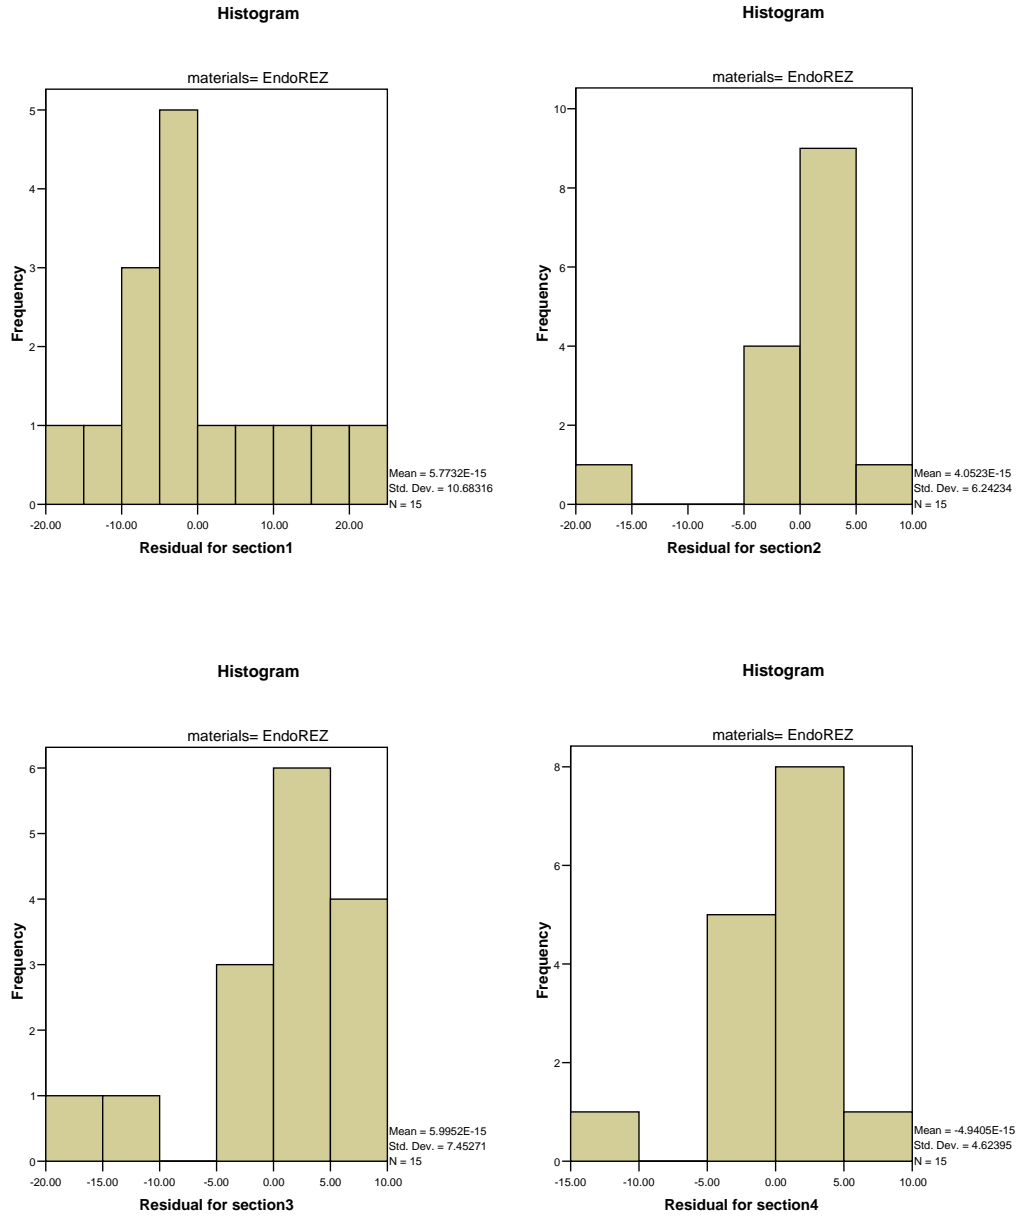 Histogram
materials= EndoREZ
5
4
3
2
1
0
Frequency
-20.00 -10.00 0.00 10.00 20.00
Residual for section1
Mean = 5.7732E-15
Std. Dev. = 10.68316
N = 15
Histogram
materials= EndoREZ
10
8
6
4
2
0
Frequency
-20.00 -15.00 -10.00 -5.00 0.00 5.00 10.00
Residual for section2
Mean = 4.0523E-15
Std. Dev. = 6.24234
N = 15
Histogram
materials= EndoREZ
6
5
4
3
2
1
0
Frequency
-20.00 -15.00 -10.00 -5.00 0.00 5.00 10.00
Residual for section3
Mean = 5.9952E-15
Std. Dev. = 7.45271
N = 15
Histogram
materials= EndoREZ
8
6
4
2
0
Frequency
-15.00 -10.00 -5.00 0.00 5.00 10.00
Residual for section4
Mean = -4.9405E-15
Std. Dev. = 4.62395
N = 15